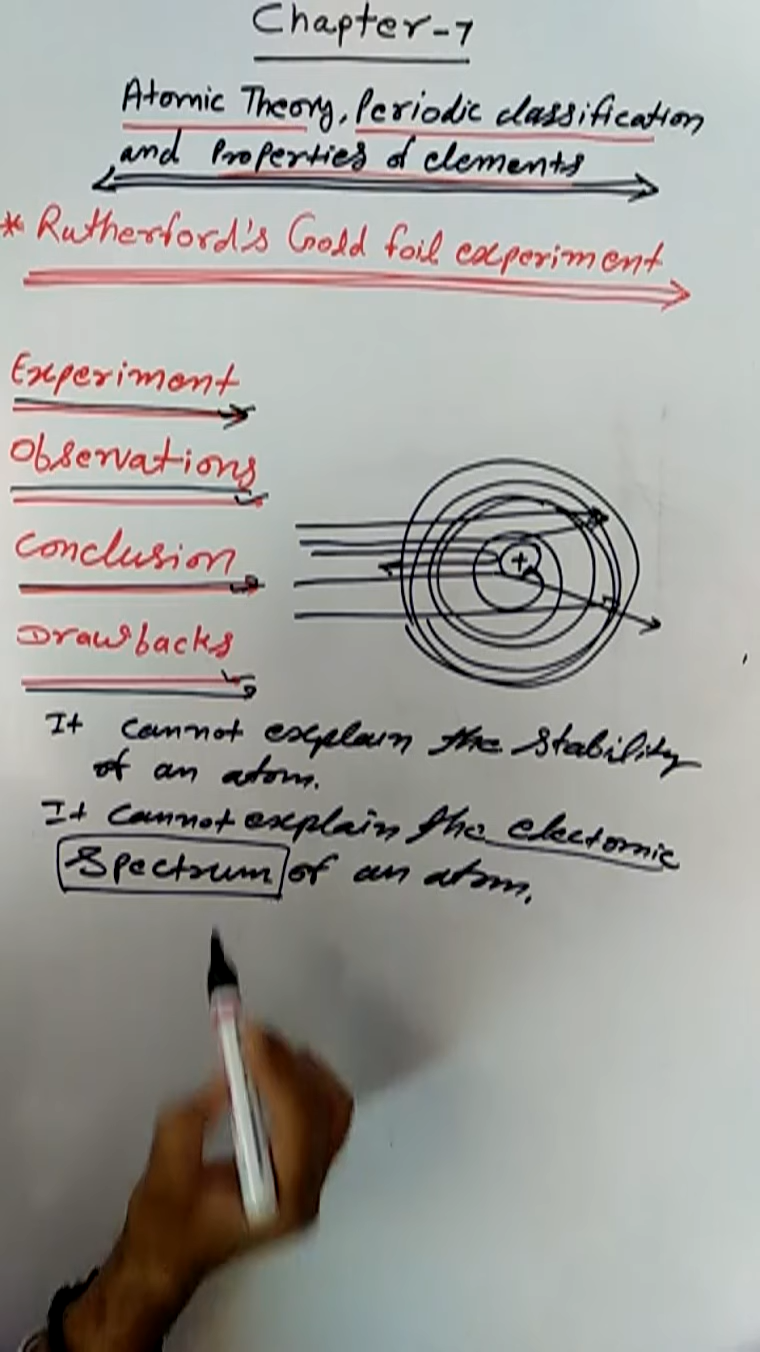 Chapter-7
Atomic Theory, Periodic classification
and Properties of elements
* Rutherford's Gold foil experiment
Experiment
Observations
Conclusion
+
Drawbacks
It cannot explain the stability
of an atom.
It cannot explain the electornic
Spectrum of an atom.